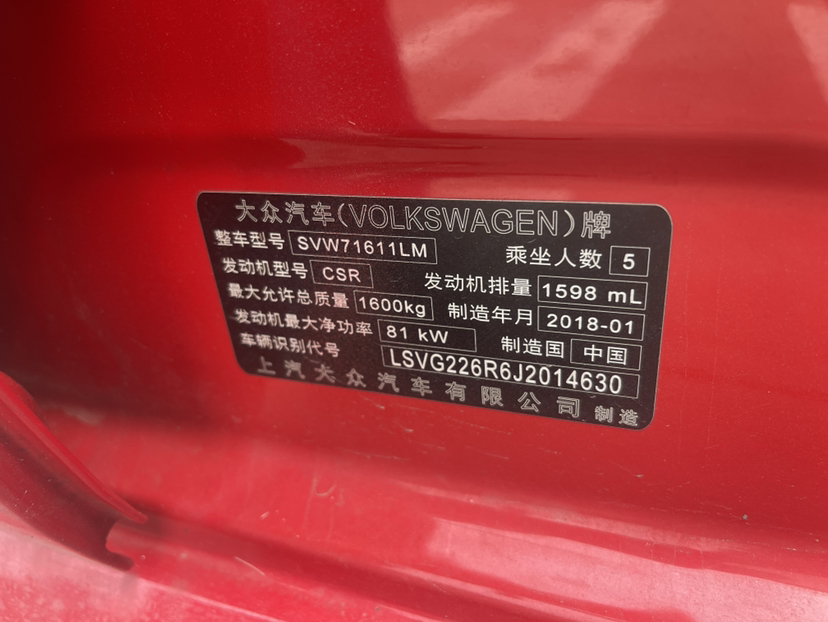 大众汽车(VOLKSWAGEN)牌
整车型号 SVW71611LM 乘坐人数 5
发动机型号 CSR 发动机排量 1598 mL
最大允许总质量 1600kg 制造年月 2018-01
发动机最大净功率 81 kW 制造国 中国
车辆识别代号 LSVG226R6J2014630
上汽大众汽车有限公司 制造